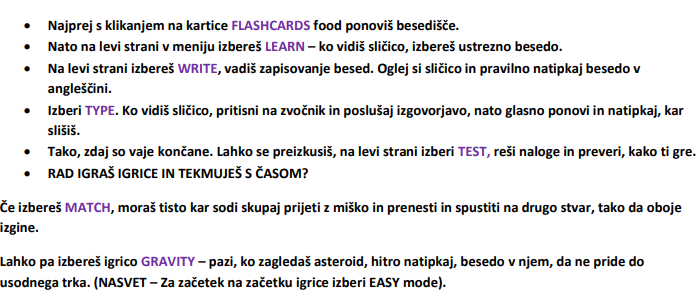 • Najprej s klikanjem na kartice FLASHCARDS food ponoviš besedišče.
• Nato na levi strani v meniju izbereš LEARN – ko vidiš sličico, izbereš ustrezno besedo.
• Na levi strani izbereš WRITE, vadiš zapisovanje besed. Oglej si sličico in pravilno natipkaj besedo v
angleščini.
• Izberi TYPE. Ko vidiš sličico, pritisni na zvočnik in poslušaj izgovorjavo, nato glasno ponovi in natipkaj, kar
slišiš.
• Tako, zdaj so vaje končane. Lahko se preizkusiš, na levi strani izberi TEST, reši naloge in preveri, kako ti gre.
• RAD IGRAŠ IGRICE IN TEKMUJEŠ S ČASOM?
Če izbereš MATCH, moraš tisto kar sodi skupaj prijeti z miško in prenesti in spustiti na drugo stvar, tako da oboje
izgine.
Lahko pa izbereš igrico GRAVITY – pazi, ko zagledaš asteroid, hitro natipkaj, besedo v njem, da ne pride do
usodnega trka. (NASVET – Za začetek na začetku igrice izberi EASY mode).